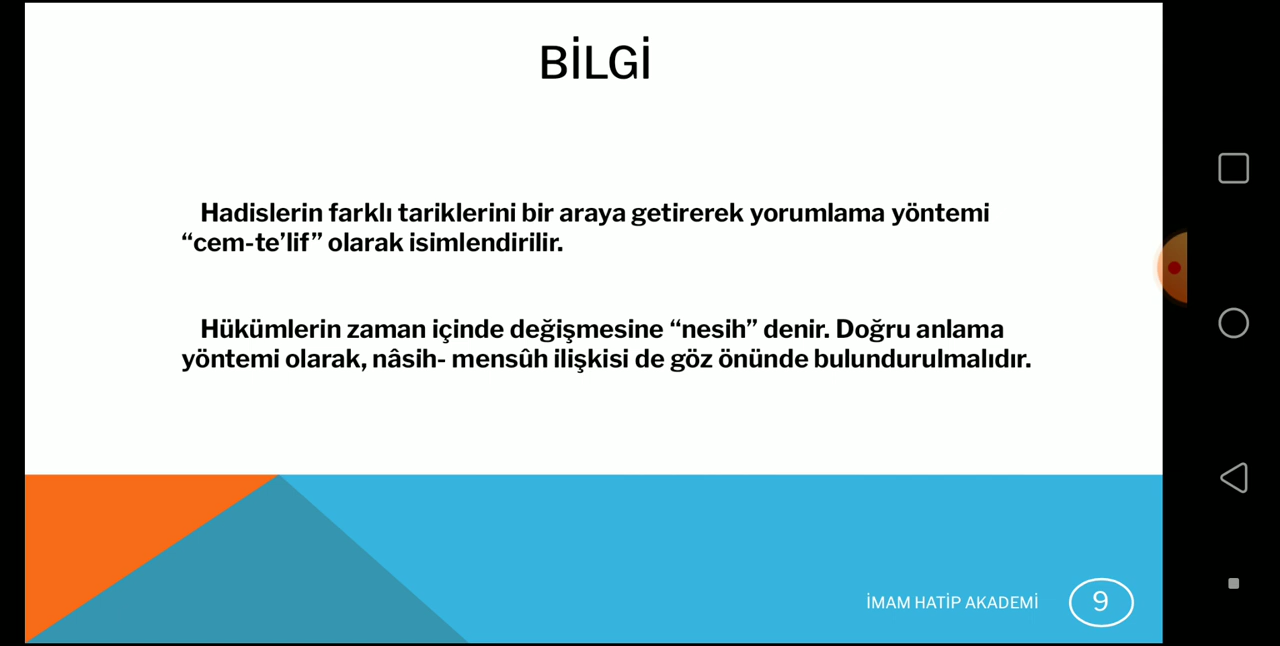 BİLGİ
Hadislerin farklı tariklerini bir araya getirerek yorumlama yöntemi
“cem-te’lif” olarak isimlendirilir.
Hükümlerin zaman içinde değişmesine “nesih” denir. Doğru anlama
yöntemi olarak, nâsih- mensûh ilişkisi de göz önünde bulundurulmalıdır.
İMAM HATİP AKADEMİ
9